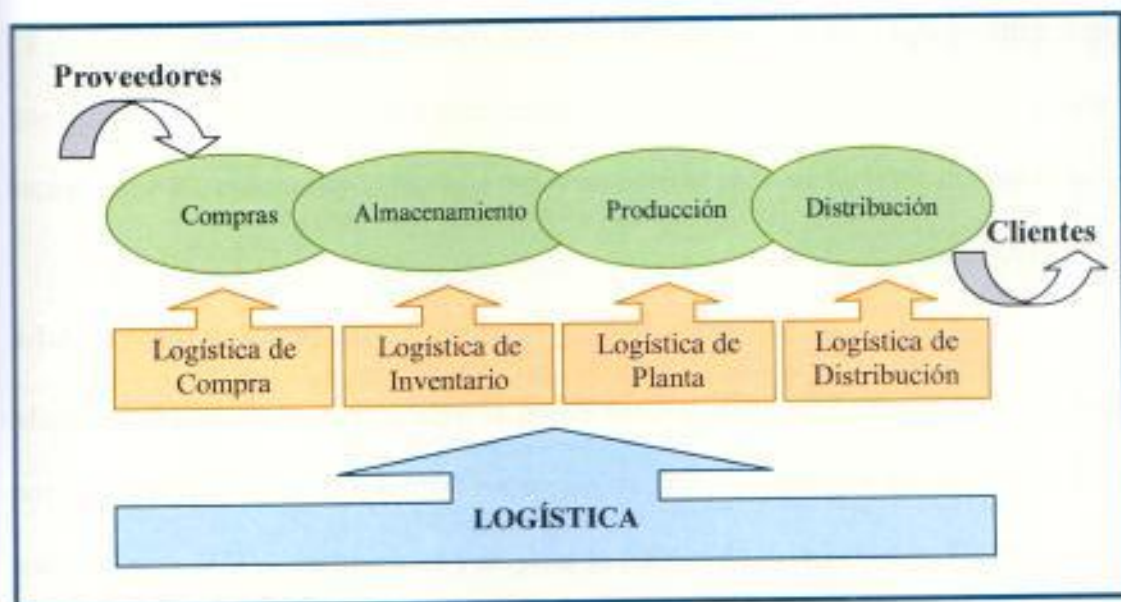 Proveedores
Compras
Almacenamiento
Producción
Distribución
Clientes
Logística de
Compra
Logística de
Inventario
Logística de
Planta
Logística de
Distribución
LOGÍSTICA